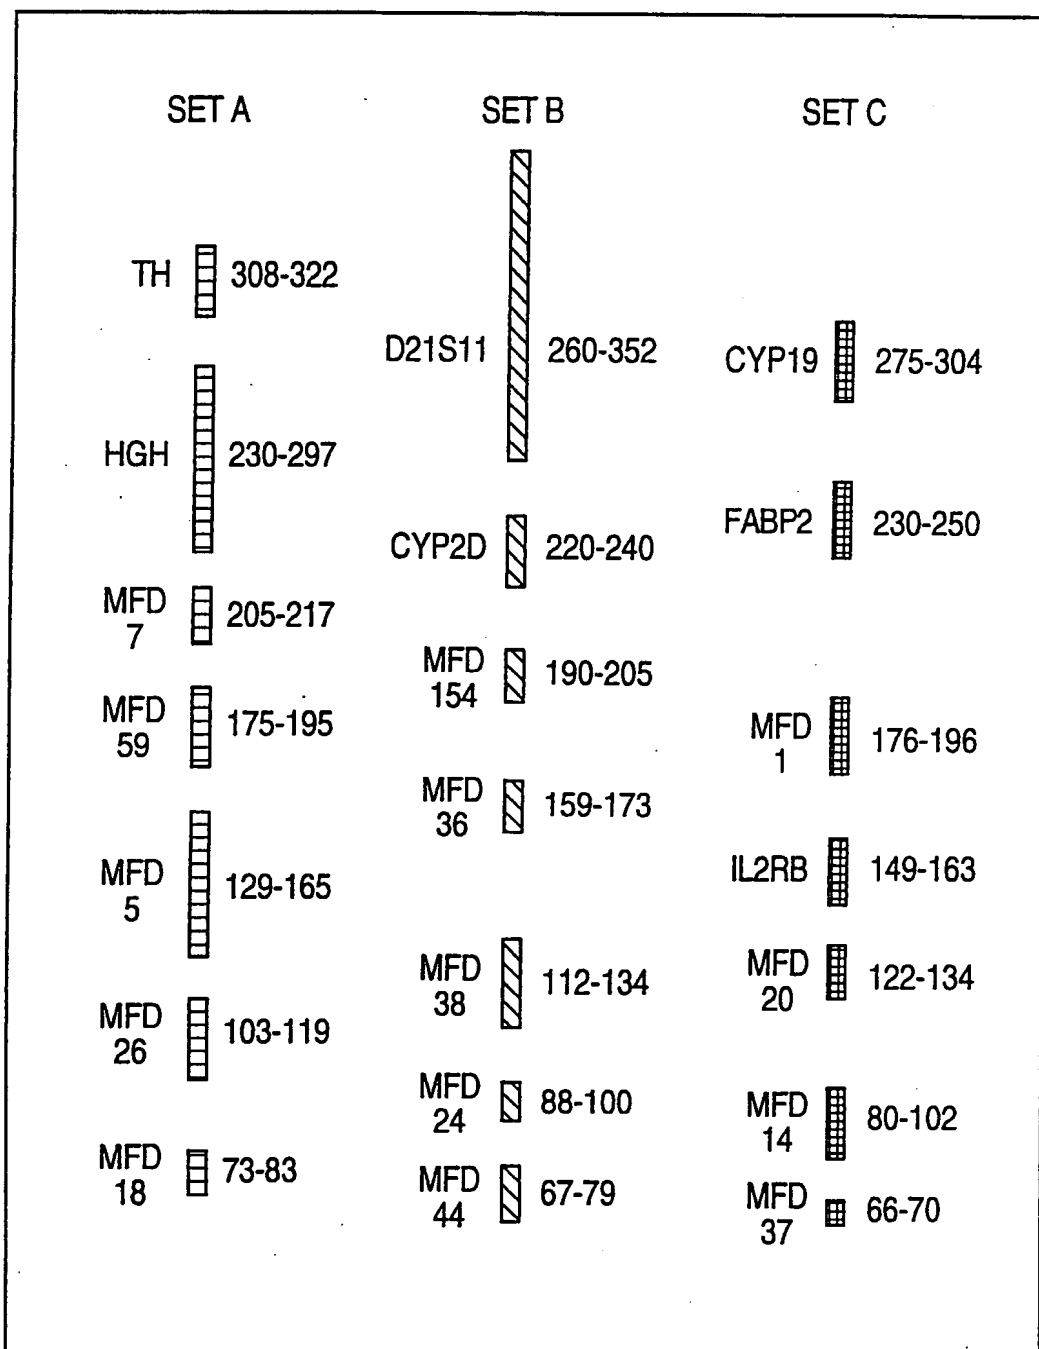 SET A
TH 308-322
HGH 230-297
MFD
7 205-217
MFD
59 175-195
MFD
5 129-165
MFD
26 103-119
MFD
18 73-83
SET B
D21S11 260-352
CYP2D 220-240
MFD
154 190-205
MFD
36 159-173
MFD
38 112-134
MFD
24 88-100
MFD
44 67-79
SET C
CYP19 275-304
FABP2 230-250
MFD
1 176-196
IL2RB 149-163
MFD
20 122-134
MFD
14 80-102
MFD
37 66-70